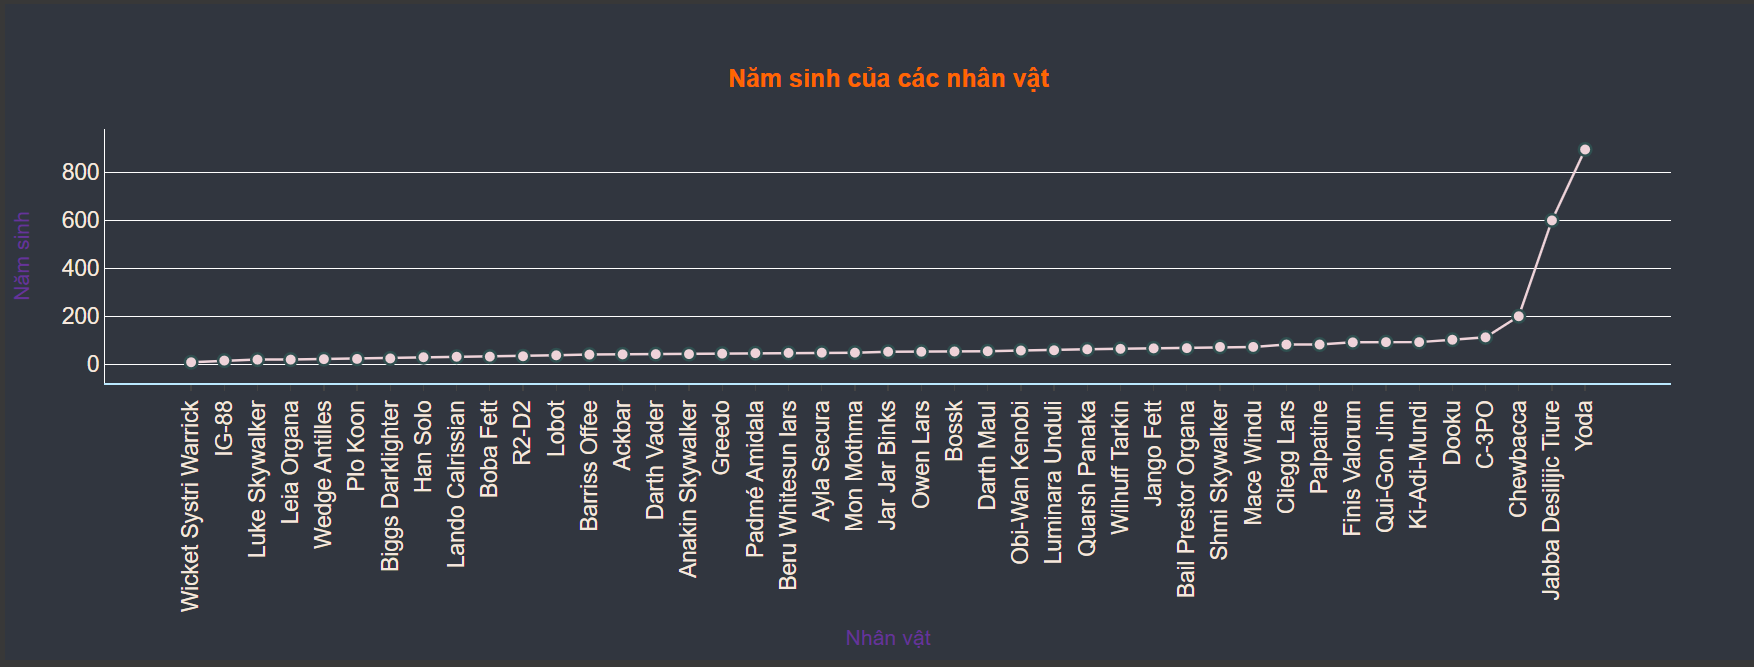 Năm sinh của các nhân vật
Năm sinh
800
600
400
200
0
Wicket Systri Warrick
IG-88
Luke Skywalker
Leia Organa
Wedge Antilles
Plo Koon
Biggs Darklighter
Han Solo
Lando Calrissian
Boba Fett
R2-D2
Lobot
Barriss Offee
Ackbar
Darth Vader
Anakin Skywalker
Greedo
Padmé Amidala
Beru Whitesun lars
Ayla Secura
Mon Mothma
Jar Jar Binks
Owen Lars
Bossk
Darth Maul
Obi-Wan Kenobi
Luminara Unduli
Quarsh Panaka
Wilhuff Tarkin
Jango Fett
Bail Prestor Organa
Shmi Skywalker
Mace Windu
Cliegg Lars
Palpatine
Finis Valorum
Qui-Gon Jinn
Ki-Adi-Mundi
Dooku
C-3PO
Chewbacca
Jabba Desilijic Tiure
Yoda
Nhân vật